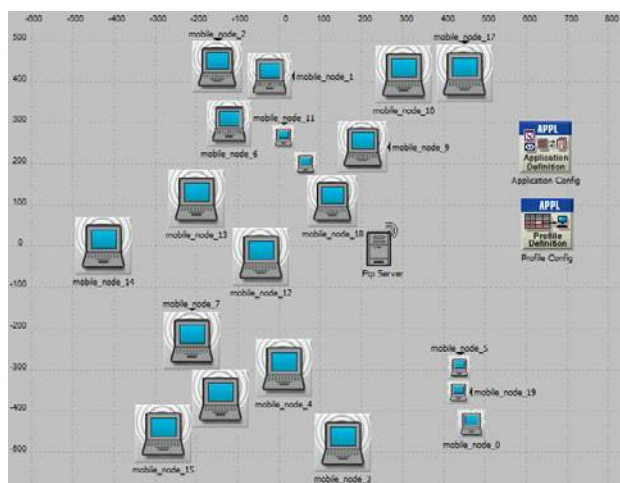 -600 -500 -400 -300 -200 -100 0 100 200 300 400 500 600 700 800
mobile_node_2
mobile_node_17
500
mobile_node_1
400
mobile_node_11
mobile_node_10
300
mobile_node_6
mobile_node_9
APPL
Application
Definition
Application Config
200
APPL
Profile
Definition
Profile Config
100
mobile_node_13
mobile_node_18
0
mobile_node_14
Ftp Server
mobile_node_12
-100
mobile_node_7
-200
mobile_node_5
-300
mobile_node_19
mobile_node_4
-400
mobile_node_0
mobile_node_15
mobile_node_3
-500